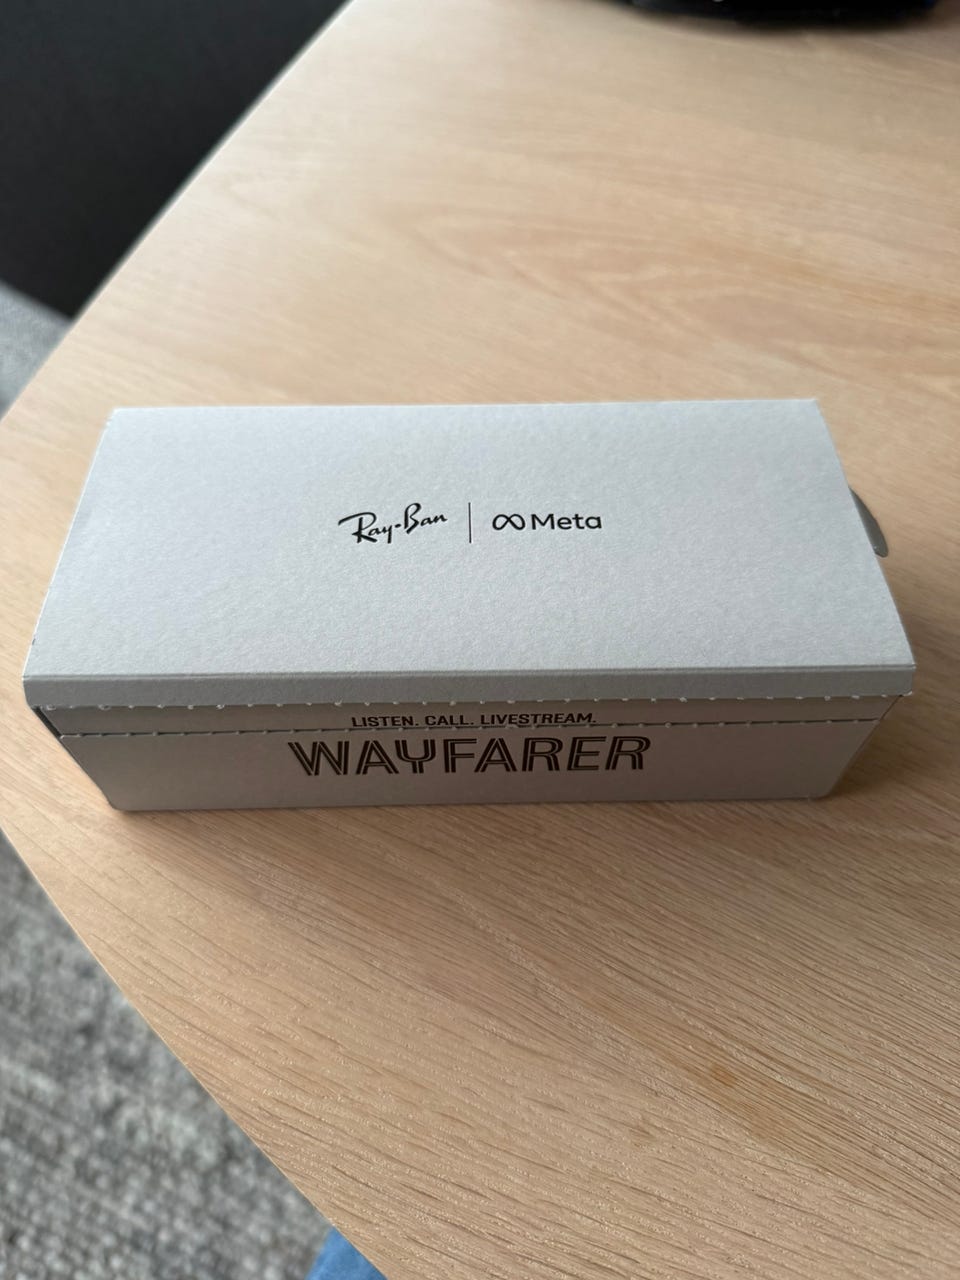 Ray-Ban | Meta
LISTEN. CALL. LIVESTREAM.
WAYFARER